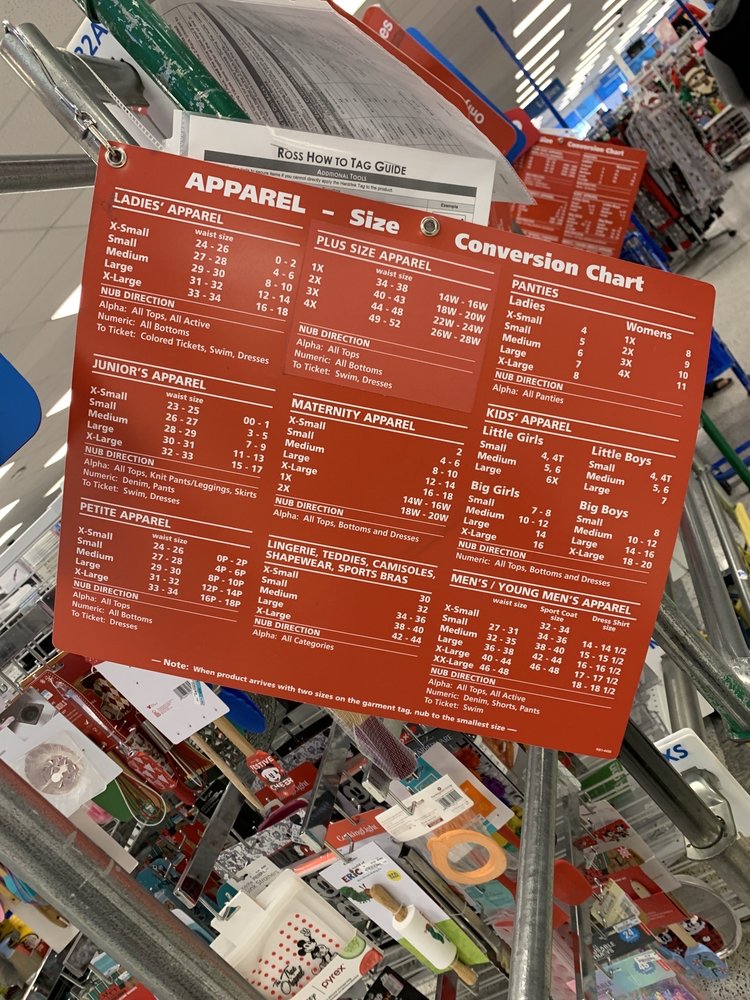 22A
Only
ROSS HOW TO TAG GUIDE
ADDITIONAL TOOLS
Example
Size Conversion Chart
APPAREL – Size Conversion Chart
LADIES' APPAREL
waist size
X-Small 24 - 26 0 - 2
Small 27 - 28 4 - 6
Medium 29 - 30 8 - 10
Large 31 - 32 12 - 14
X-Large 33 - 34 16 - 18
NUB DIRECTION
Alpha: All Tops, All Active
Numeric: All Bottoms
To Ticket: Colored Tickets, Swim, Dresses
JUNIOR'S APPAREL
waist size
X-Small 23 - 25 00 - 1
Small 26 - 27 3 - 5
Medium 28 - 29 7 - 9
Large 30 - 31 11 - 13
X-Large 32 - 33 15 - 17
NUB DIRECTION
Alpha: All Tops, Knit Pants/Leggings, Skirts
Numeric: Denim, Pants
To Ticket: Swim, Dresses
PETITE APPAREL
waist size
X-Small 24 - 26 0P - 2P
Small 27 - 28 4P - 6P
Medium 29 - 30 8P - 10P
Large 31 - 32 12P - 14P
X-Large 33 - 34 16P - 18P
NUB DIRECTION
Alpha: All Tops
Numeric: All Bottoms
To Ticket: Dresses
PLUS SIZE APPAREL
waist size
1X 34 - 38 14W - 16W
2X 40 - 43 18W - 20W
3X 44 - 48 22W - 24W
4X 49 - 52 26W - 28W
NUB DIRECTION
Alpha: All Tops
Numeric: All Bottoms
To Ticket: Swim, Dresses
MATERNITY APPAREL
X-Small 2
Small 4 - 6
Medium 8 - 10
Large 12 - 14
X-Large 16 - 18
1X 14W - 16W
2X 18W - 20W
NUB DIRECTION
Alpha: All Tops, Bottoms and Dresses
LINGERIE, TEDDIES, CAMISOLES,
SHAPEWEAR, SPORTS BRAS
X-Small 30
Small 32
Medium 34 - 36
Large 38 - 40
X-Large 42 - 44
NUB DIRECTION
Alpha: All Categories
PANTIES
Ladies Womens
X-Small 4 1X 8
Small 5 2X 9
Medium 6 3X 10
Large 7 4X 11
X-Large 8
NUB DIRECTION
Alpha: All Panties
KIDS' APPAREL
Little Girls Little Boys
Small 4, 4T Small 4, 4T
Medium 5, 6 Medium 5, 6
Large 6X Large 7
Big Girls Big Boys
Small 7 - 8 Small 8
Medium 10 - 12 Medium 10 - 12
Large 14 Large 14 - 16
X-Large 16 X-Large 18 - 20
NUB DIRECTION
Numeric: All Tops, Bottoms and Dresses
MEN'S / YOUNG MEN'S APPAREL
waist size Sport Coat size Dress Shirt size
X-Small 27 - 31 32 - 34 14 - 14 1/2
Small 32 - 35 34 - 36 15 - 15 1/2
Medium 36 - 38 38 - 40 16 - 16 1/2
Large 40 - 44 42 - 44 17 - 17 1/2
X-Large 46 - 48 46 - 48 18 - 18 1/2
XX-Large
NUB DIRECTION
Alpha: All Tops, All Active
Numeric: Denim, Shorts, Pants
To Ticket: Swim
— Note: When product arrives with two sizes on the garment tag, nub to the smallest size —
CHEER
CookingLight
ERIC
pyrex
XS
24